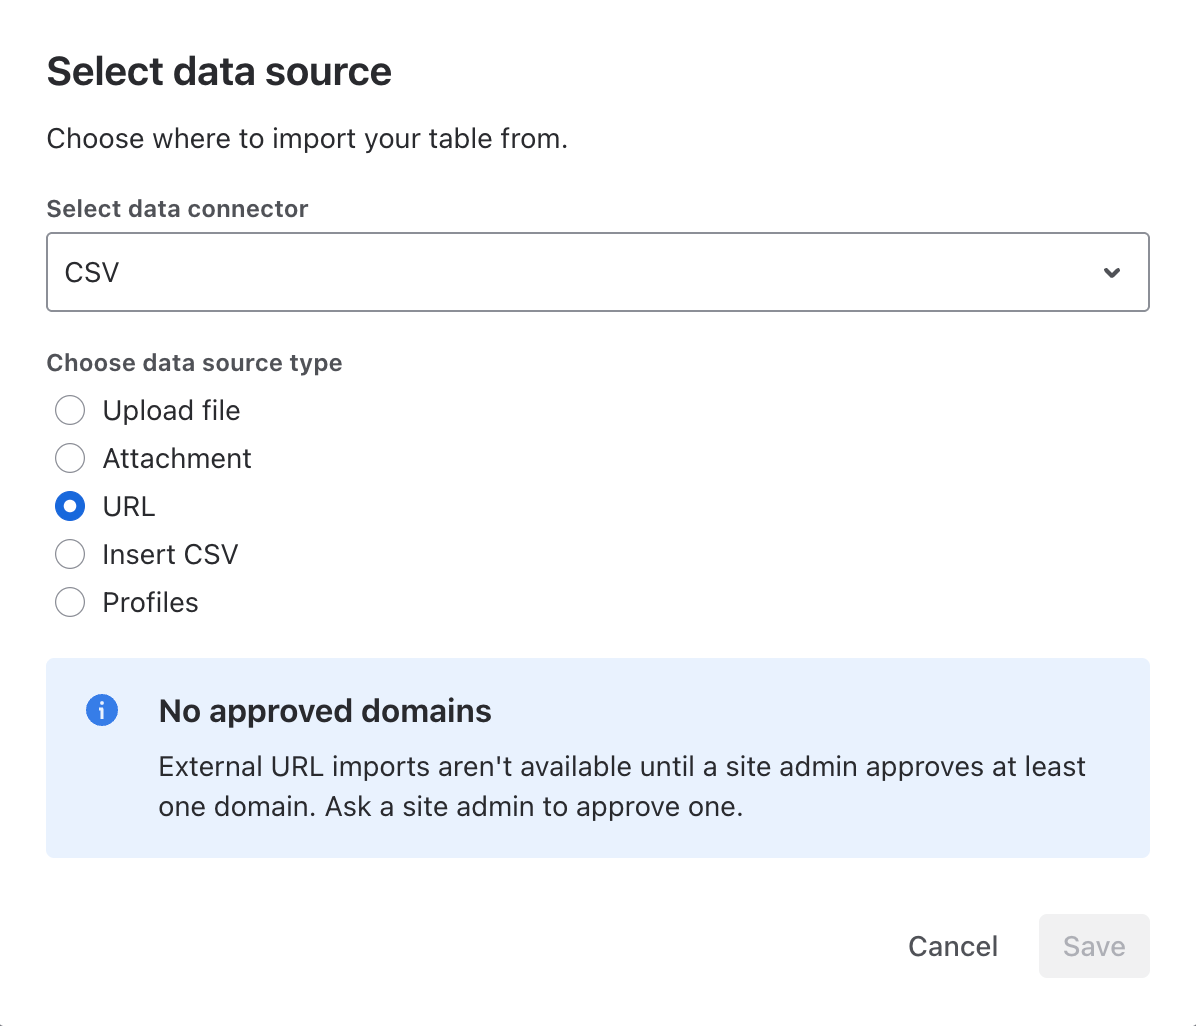 Select data source
Choose where to import your table from.
Select data connector
CSV
Choose data source type
Upload file
Attachment
URL
Insert CSV
Profiles
No approved domains
External URL imports aren't available until a site admin approves at least
one domain. Ask a site admin to approve one.
Cancel
Save